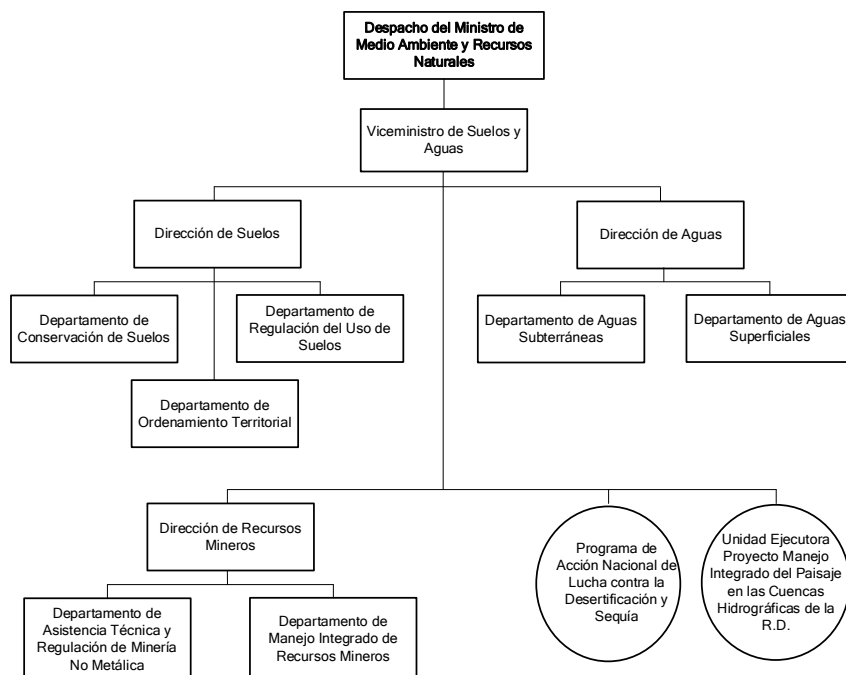 Despacho del Ministro de
Medio Ambiente y Recursos
Naturales
Viceministro de Suelos y
Aguas
Dirección de Suelos
Dirección de Aguas
Departamento de
Conservación de Suelos
Departamento de
Regulación del Uso de
Suelos
Departamento de Aguas
Subterráneas
Departamento de Aguas
Superficiales
Departamento de
Ordenamiento Territorial
Dirección de Recursos
Mineros
Programa de
Acción Nacional de
Lucha contra la
Desertificación y
Sequía
Unidad Ejecutora
Proyecto Manejo
Integrado del Paisaje
en las Cuencas
Hidrográficas de la
R.D.
Departamento de
Asistencia Técnica y
Regulación de Minería
No Metálica
Departamento de
Manejo Integrado de
Recursos Mineros